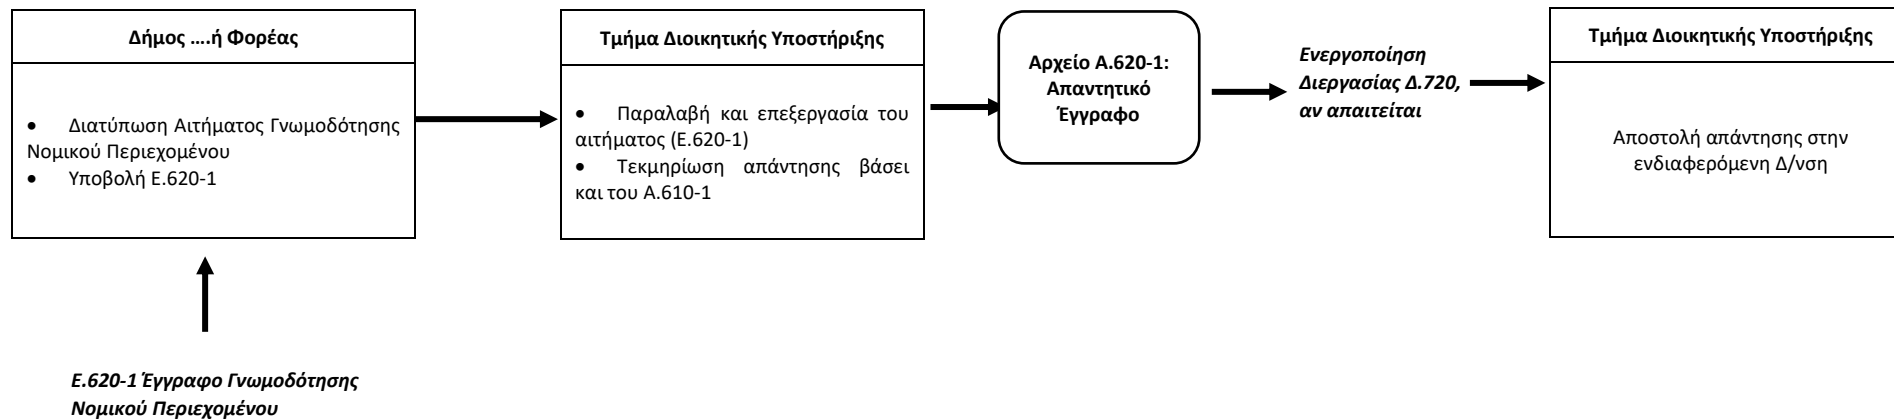 Δήμος ….ή Φορέας
• Διατύπωση Αιτήματος Γνωμοδότησης
Νομικού Περιεχομένου
• Υποβολή Ε.620-1
Ε.620-1 Έγγραφο Γνωμοδότησης
Νομικού Περιεχομένου
Τμήμα Διοικητικής Υποστήριξης
• Παραλαβή και επεξεργασία του
αιτήματος (Ε.620-1)
• Τεκμηρίωση απάντησης βάσει
και του Α.610-1
Αρχείο Α.620-1:
Απαντητικό
Έγγραφο
Ενεργοποίηση
Διεργασίας Δ.720,
αν απαιτείται
Τμήμα Διοικητικής Υποστήριξης
Αποστολή απάντησης στην
ενδιαφερόμενη Δ/νση